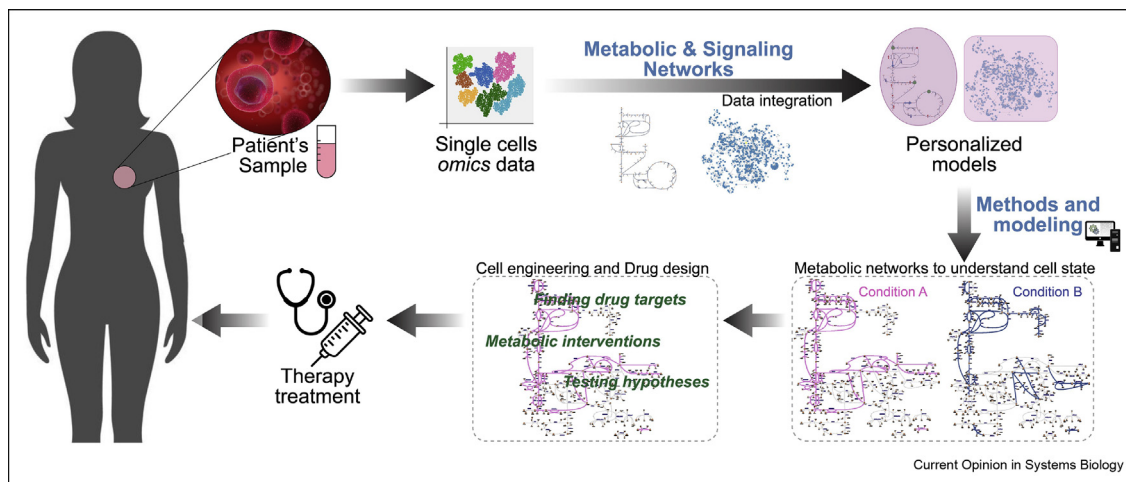 Metabolic & Signaling
Networks
Data integration
Patient's
Sample
Single cells
omics data
Personalized
models
Methods and
modeling
Cell engineering and Drug design
Finding drug targets
Metabolic interventions
Testing hypotheses
Metabolic networks to understand cell state
Condition A
Condition B
Therapy
treatment
Current Opinion in Systems Biology